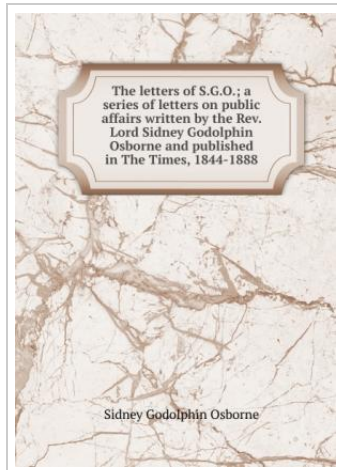 The letters of S.G.O.; a
series of letters on public
affairs written by the Rev.
Lord Sidney Godolphin
Osborne and published
in The Times, 1844-1888
Sidney Godolphin Osborne